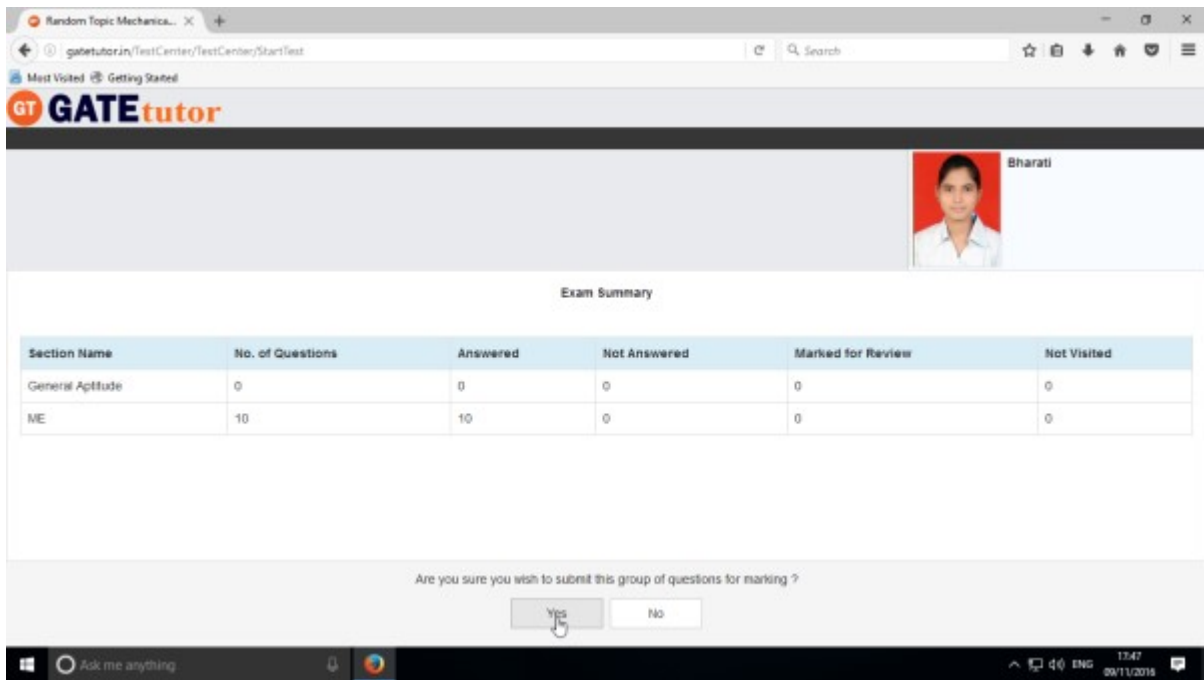 Random Topic Mechanica...
gatetutor.in/TestCenter/TestCenter/StartTest
Search
Most Visited Getting Started
GT GATEtutor
Bharati
Exam Summary
Section Name No. of Questions Answered Not Answered Marked for Review Not Visited
General Aptitude 0 0 0 0 0
ME 10 10 0 0 0
Are you sure you wish to submit this group of questions for marking ?
Yes No
Ask me anything ENG 17:47
09/11/2016